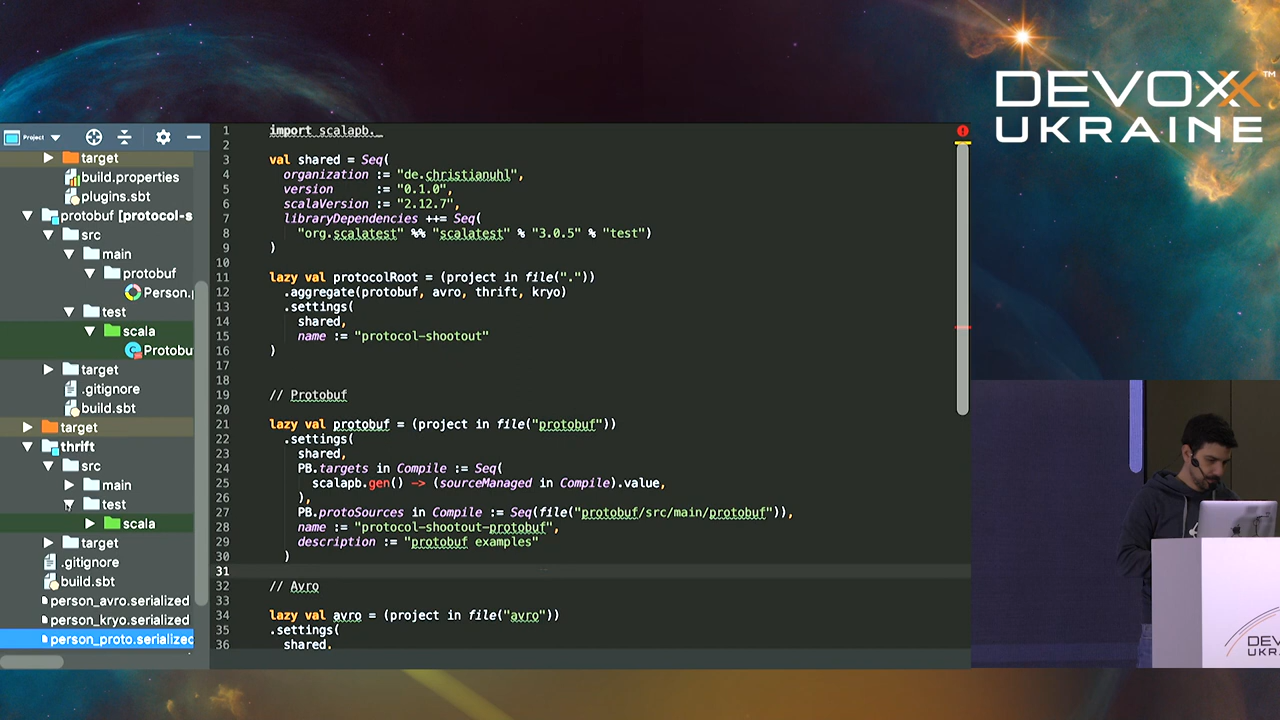 DEVOXX™
UKRAINE
Project
target
build.properties
plugins.sbt
protobuf [protocol-s
src
main
protobuf
Person.
test
scala
Protobu
target
.gitignore
build.sbt
target
thrift
src
main
test
scala
target
.gitignore
build.sbt
person_avro.serialized
person_kryo.serialized
person_proto.serialized
1 import scalapb._
2
3 val shared = Seq(
4 organization := "de.christianuhl",
5 version := "0.1.0",
6 scalaVersion := "2.12.7",
7 libraryDependencies ++= Seq(
8 "org.scalatest" %% "scalatest" % "3.0.5" % "test")
9 )
10
11 lazy val protocolRoot = (project in file("."))
12 .aggregate(protobuf, avro, thrift, kryo)
13 .settings(
14 shared,
15 name := "protocol-shootout"
16 )
17
18
19 // Protobuf
20
21 lazy val protobuf = (project in file("protobuf"))
22 .settings(
23 shared,
24 PB.targets in Compile := Seq(
25 scalapb.gen() -> (sourceManaged in Compile).value,
26 ),
27 PB.protoSources in Compile := Seq(file("protobuf/src/main/protobuf")),
28 name := "protocol-shootout-protobuf",
29 description := "protobuf examples"
30 )
31
32 // Avro
33
34 lazy val avro = (project in file("avro"))
35 .settings(
36 shared.
DEV
UKRA